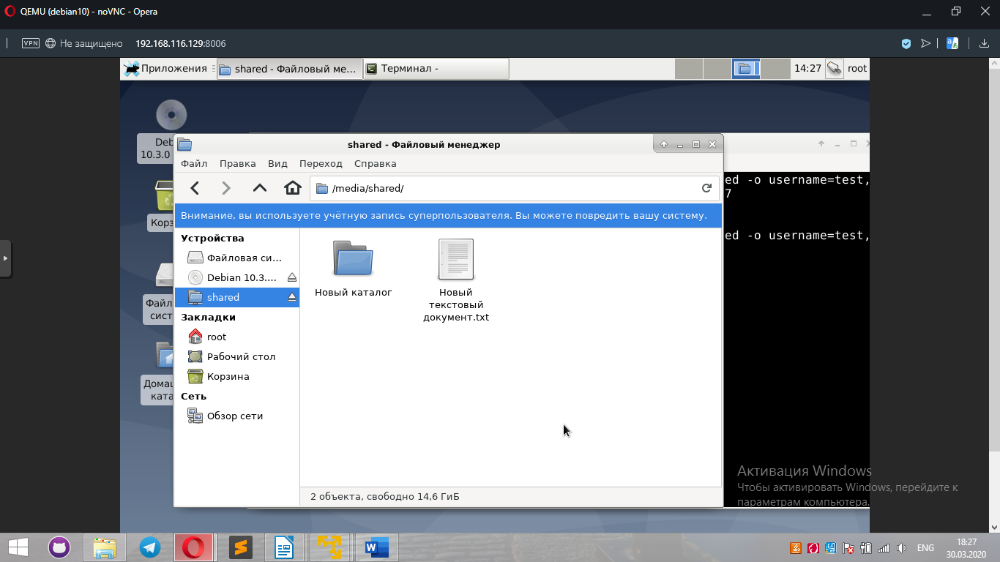 QEMU (debian10) - noVNC - Opera
VPN Не защищено 192.168.116.129:8006
Приложения shared - Файловый ме... Терминал - 14:27 root
Deb
10.3.0
Корз
Файл
сист
Домаш
ката
shared - Файловый менеджер
Файл Правка Вид Переход Справка
/media/shared/
Внимание, вы используете учётную запись суперпользователя. Вы можете повредить вашу систему.
Устройства
Файловая си...
Debian 10.3....
shared
Закладки
root
Рабочий стол
Корзина
Сеть
Обзор сети
Новый каталог
Новый
текстовый
документ.txt
2 объекта, свободно 14,6 ГиБ
ed -o username=test,
7
ed -o username=test,
Активация Windows
Чтобы активировать Windows, перейдите к
параметрам компьютера.
ENG
18:27
30.03.2020